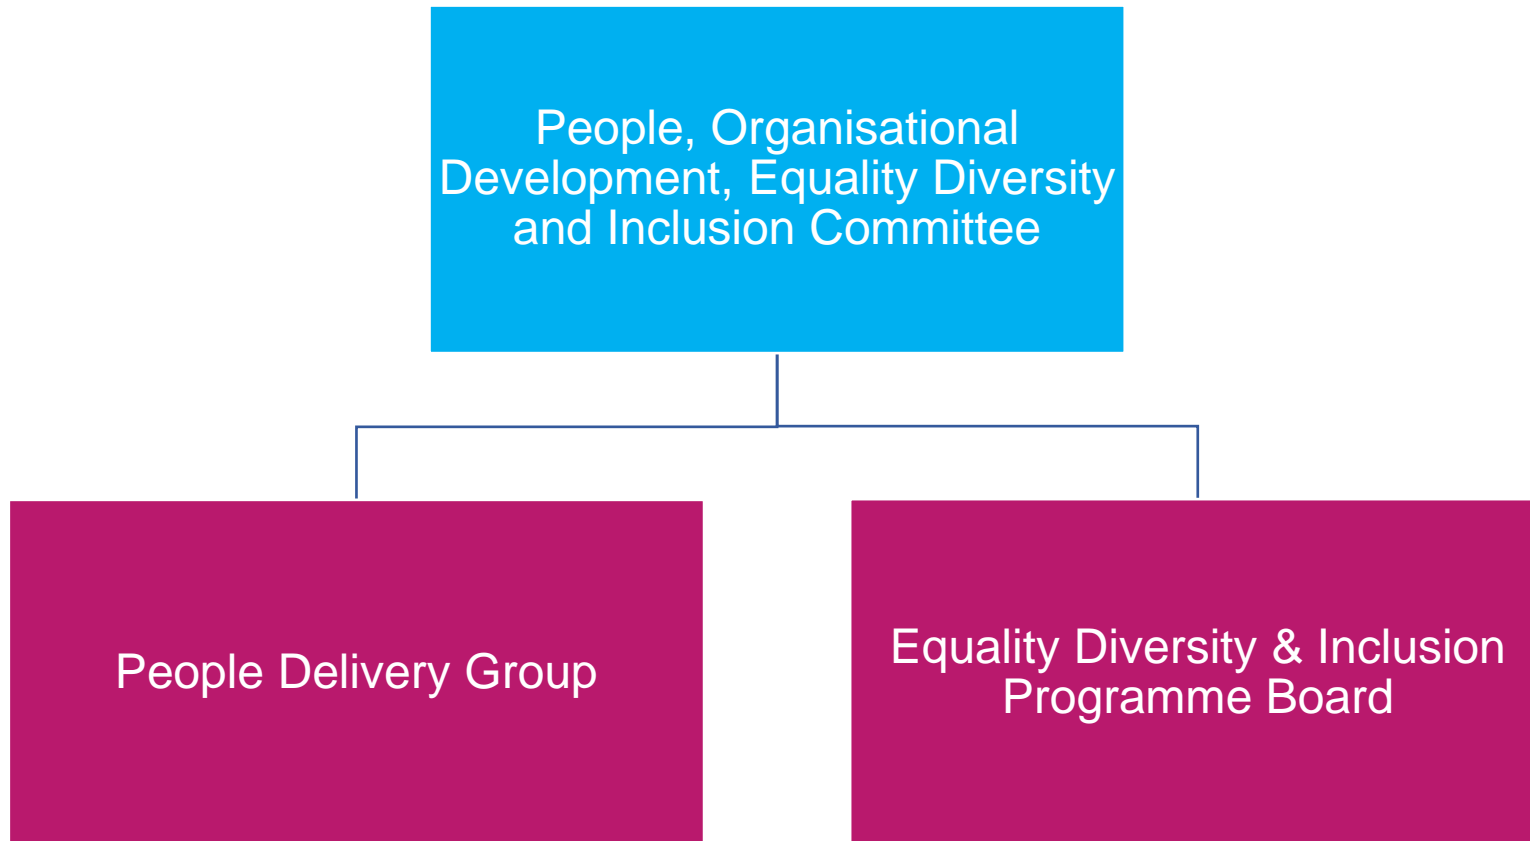 People, Organisational
Development, Equality Diversity
and Inclusion Committee
People Delivery Group
Equality Diversity & Inclusion
Programme Board